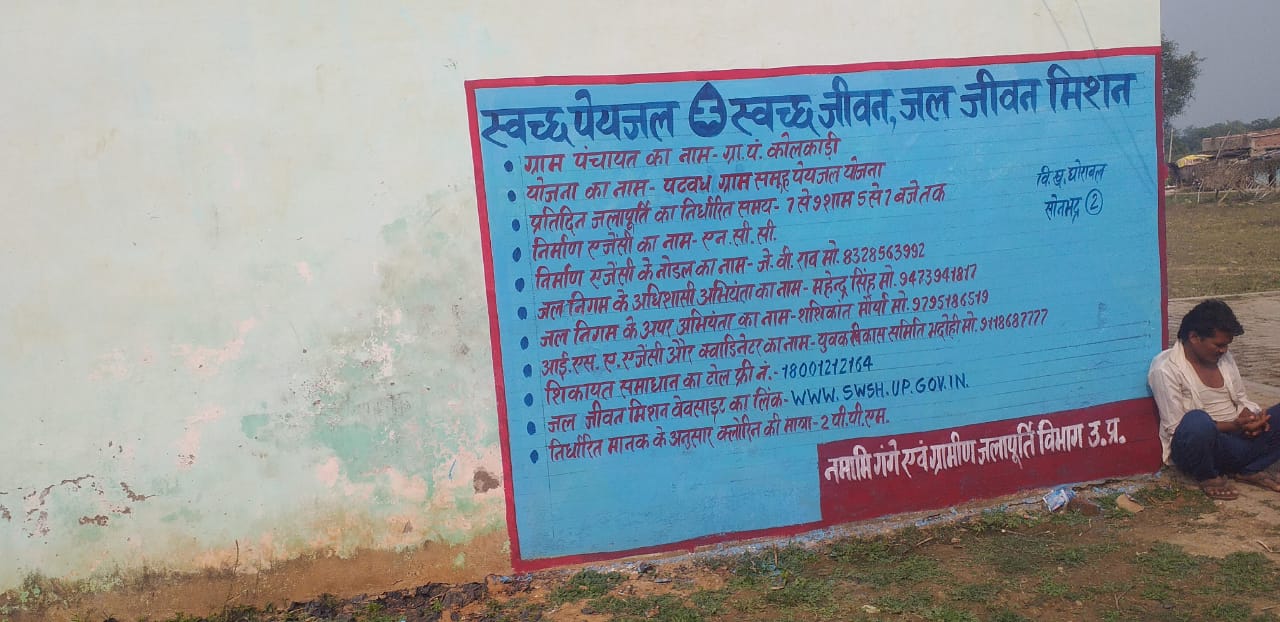 स्वच्छ पेयजल स्वच्छ जीवन, जल जीवन मिशन
• ग्राम पंचायत का नाम- ग्रा.पं. कोलकाड़ी
• योजना का नाम- पटवध ग्राम समूह पेयजल योजना
• प्रतिदिन जलापूर्ति का निर्धारित समय- 7 से 9 शाम 5 से 7 बजे तक
• निर्माण एजेंसी का नाम- एन.सी.सी.
• निर्माण एजेंसी के नोडल का नाम- जे.वी. राव मो. 8328563992
• जल निगम के अधिशासी अभियंता का नाम- महेन्द्र सिंह मो. 9473941817
• जल निगम के अपर अभियंता का नाम- शशिकांत मौर्या मो. 9795186519
• आई.एस.ए. एजेंसी और क्वाडिनेटर का नाम- युवक विकास समिति भदोही मो. 9118687777
• शिकायत समाधान का टोल फ्री नं.- 18001212164
• जल जीवन मिशन वेवसाइट का लिंक- WWW.SWSH.UP.GOV.IN.
• निर्धारित मानक के अनुसार क्लोरिन की मात्रा- 2 पी.पी.एम.
वि.ख. घोरावल
सोनभद्र 2
नमामि गंगे एवं ग्रामीण जलापूर्ति विभाग उ.प्र.